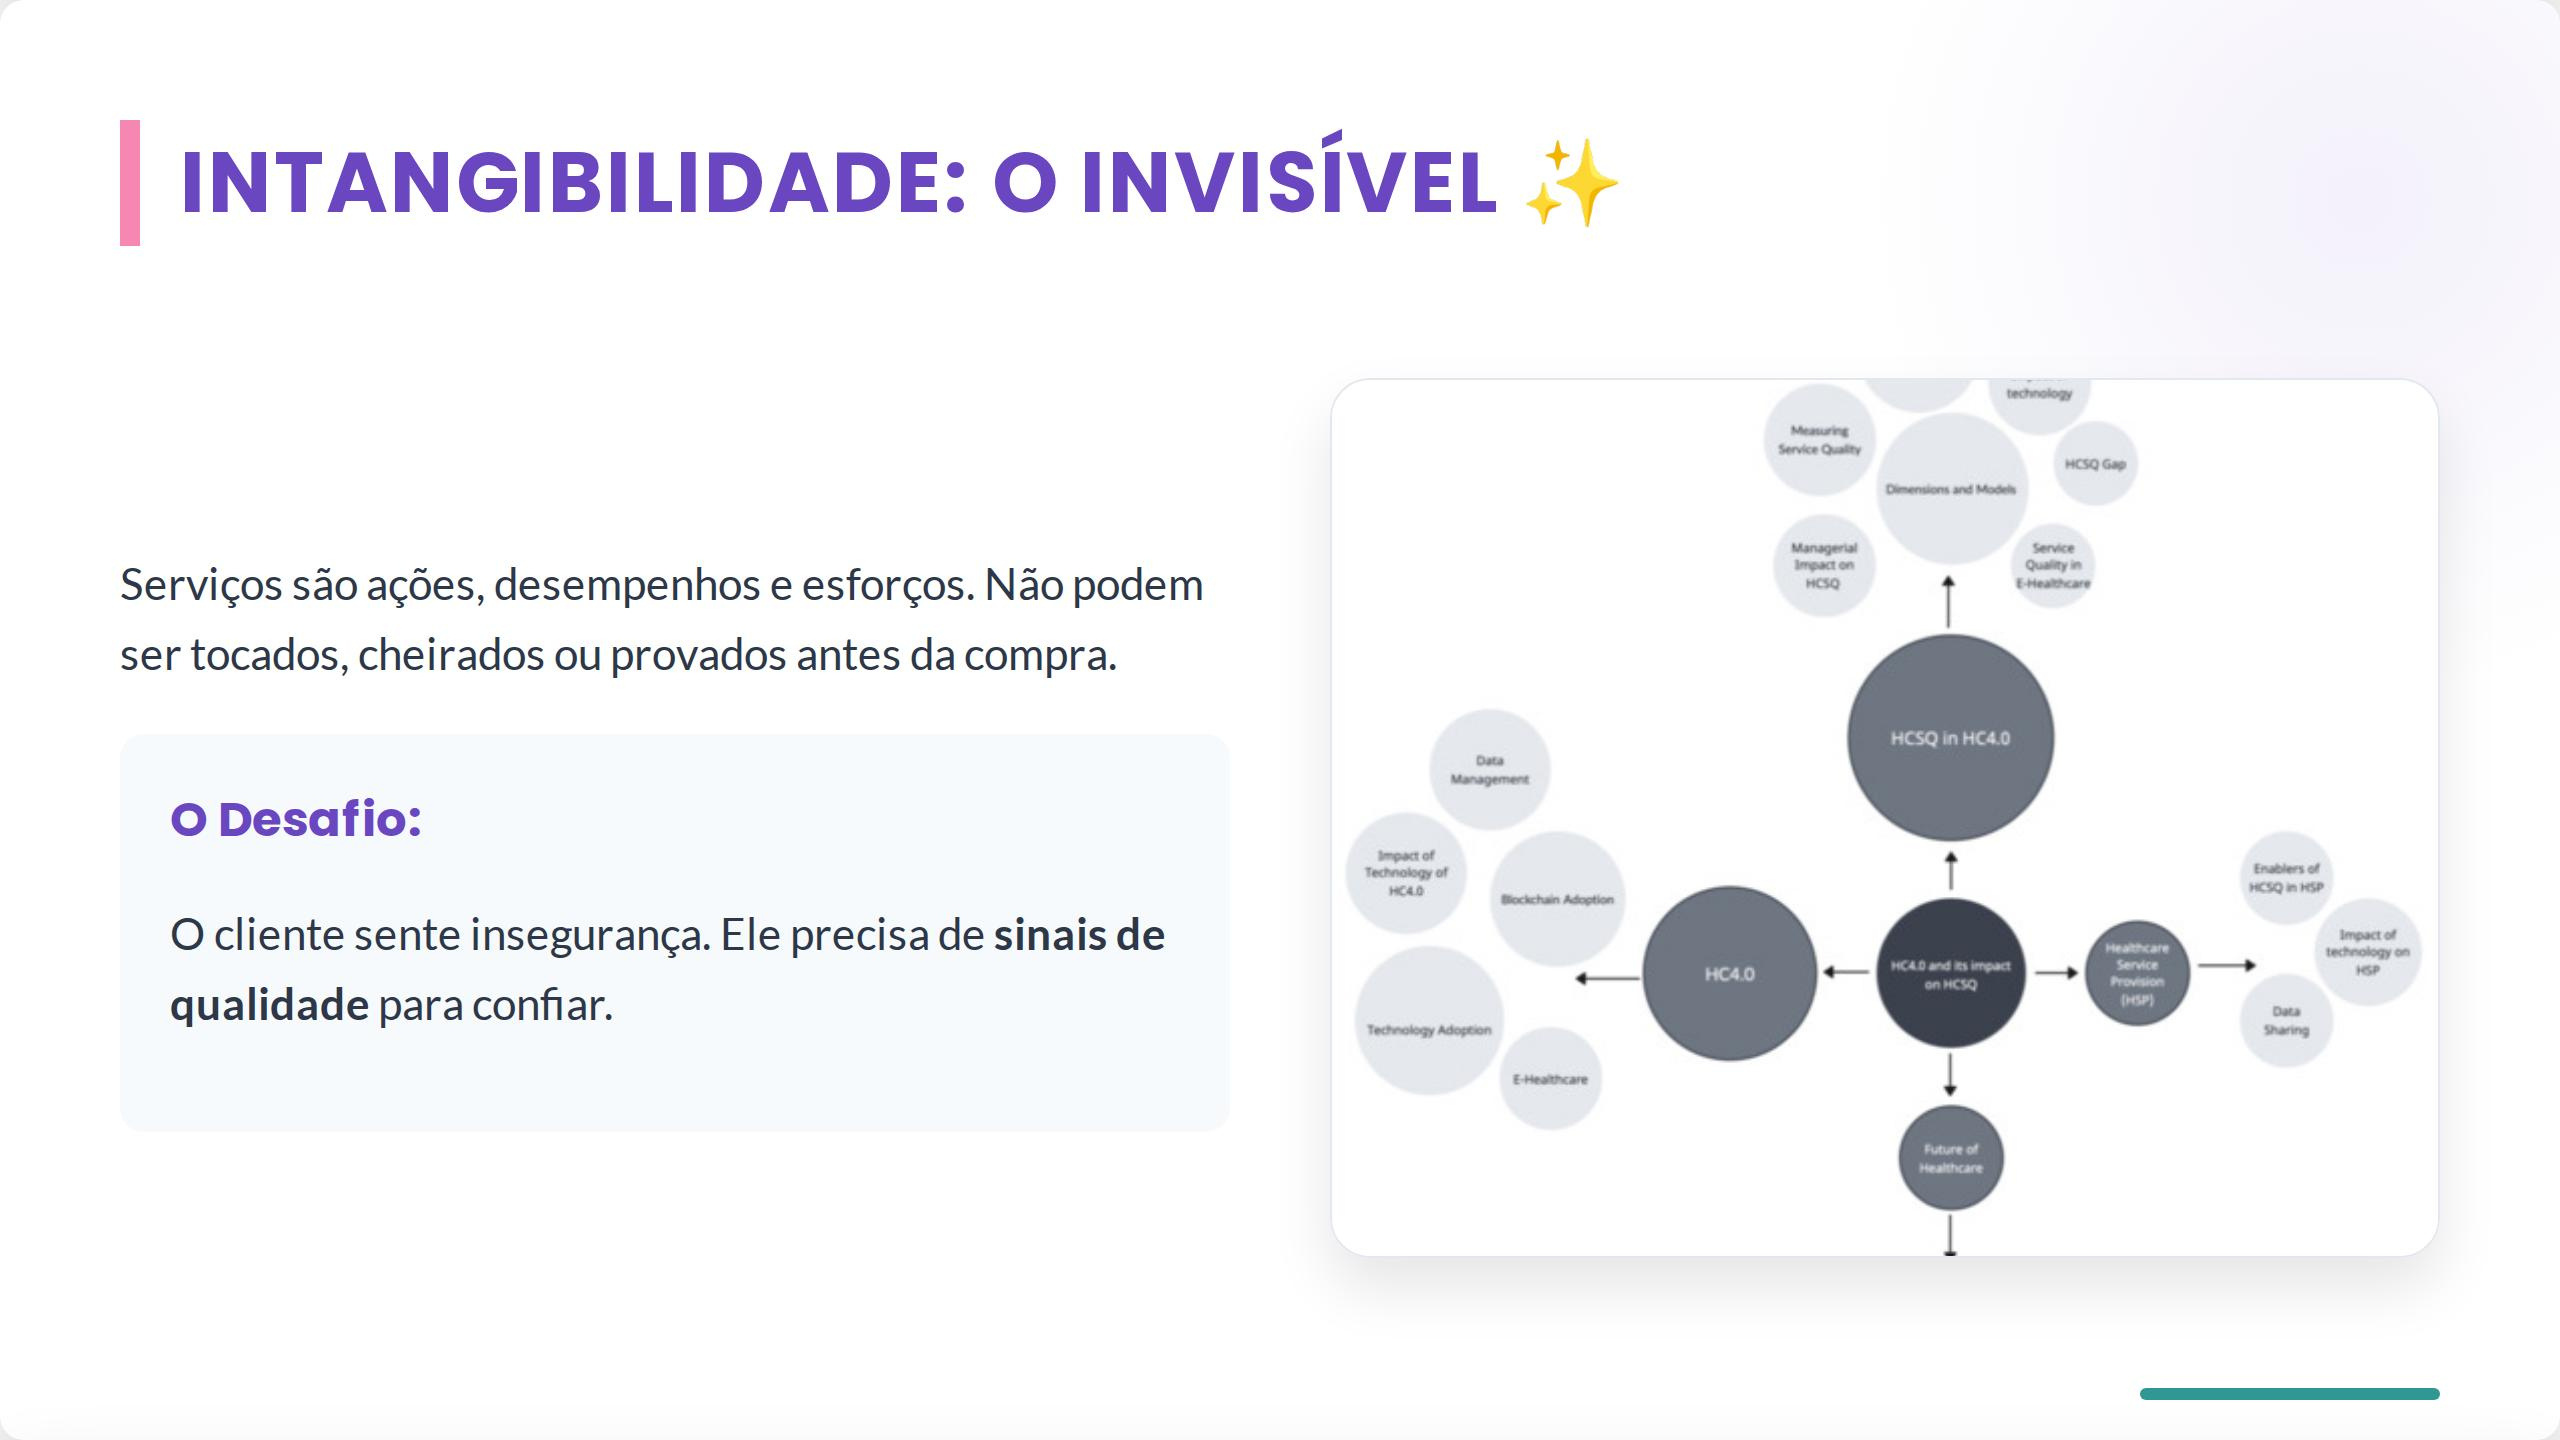 INTANGIBILIDADE: O INVISÍVEL ✨
Serviços são ações, desempenhos e esforços. Não podem
ser tocados, cheirados ou provados antes da compra.
O Desafio:
O cliente sente insegurança. Ele precisa de sinais de
qualidade para confiar.
technology
Measuring
Service Quality
HCSQ Gap
Dimensions and Models
Managerial
Impact on
HCSQ
Service
Quality in
E-Healthcare
HCSQ in HC4.0
Data
Management
Impact of
Technology of
HC4.0
Blockchain Adoption
Technology Adoption
E-Healthcare
HC4.0
HC4.0 and its impact
on HCSQ
Healthcare
Service
Provision
(HSP)
Enablers of
HCSQ in HSP
Impact of
technology on
HSP
Data
Sharing
Future of
Healthcare